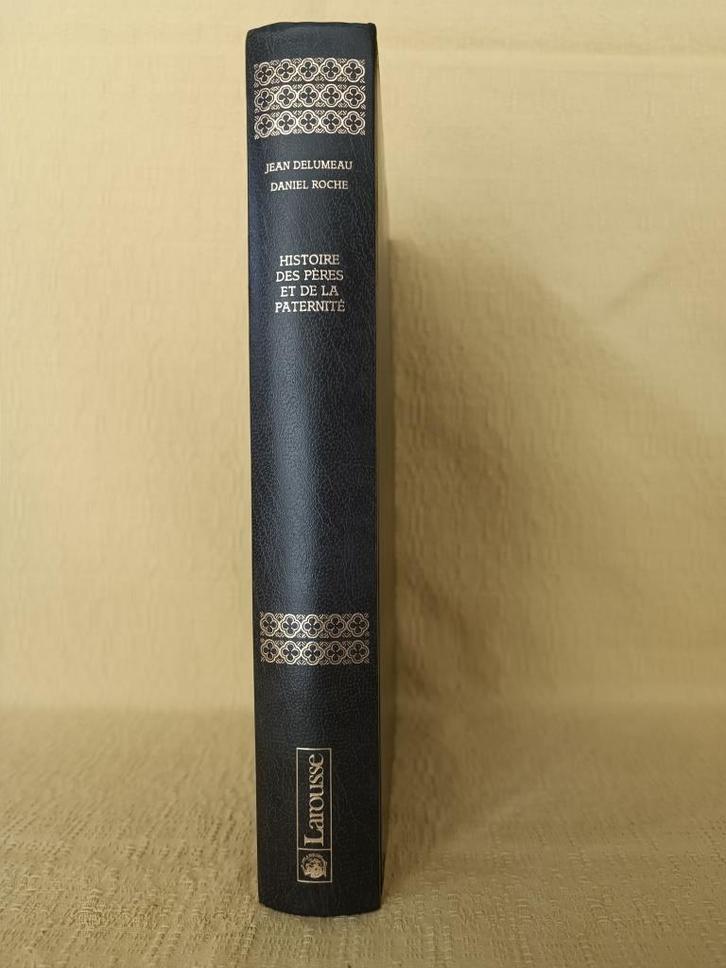 JEAN DELUMEAU
DANIEL ROCHE
HISTOIRE
DES PÈRES
ET DE LA
PATERNITÉ
Larousse